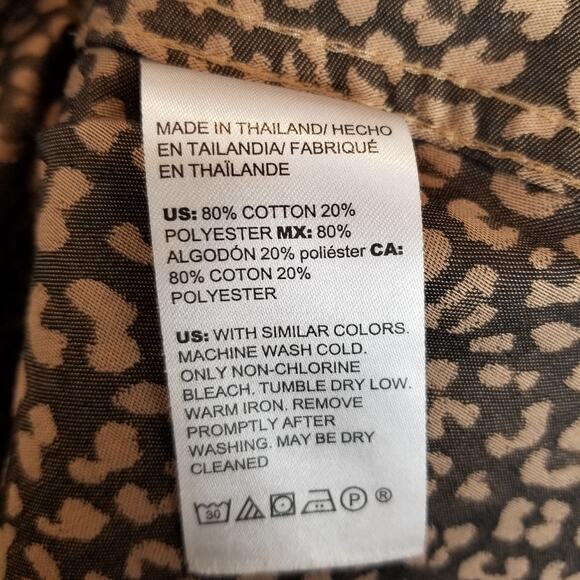 MADE IN THAILAND/ HECHO
EN TAILANDIA/ FABRIQUÉ
EN THAÏLANDE
US: 80% COTTON 20%
POLYESTER MX: 80%
ALGODÓN 20% poliéster CA:
80% COTON 20%
POLYESTER
US: WITH SIMILAR COLORS.
MACHINE WASH COLD.
ONLY NON-CHLORINE
BLEACH. TUMBLE DRY LOW.
WARM IRON. REMOVE
PROMPTLY AFTER
WASHING. MAY BE DRY
CLEANED
30 P ®